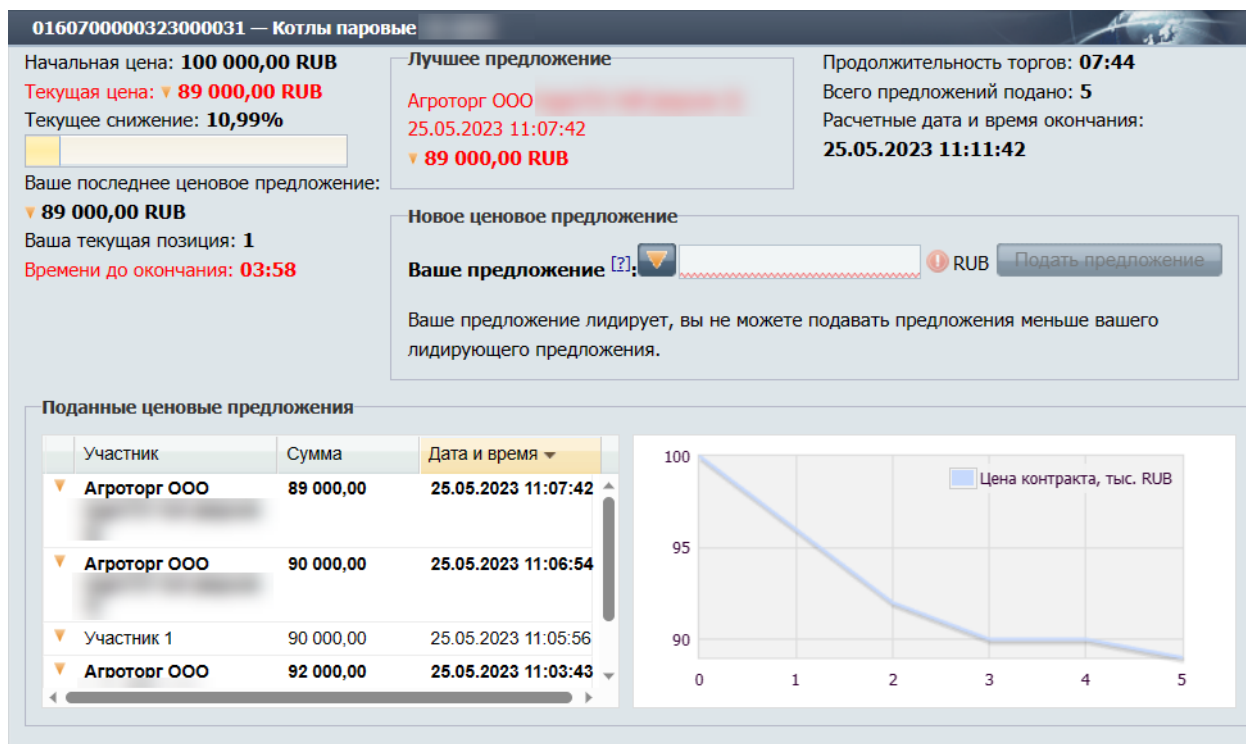 0160700000323000031 — Котлы паровые
Начальная цена: 100 000,00 RUB
Текущая цена: 89 000,00 RUB
Текущее снижение: 10,99%
Ваше последнее ценовое предложение:
89 000,00 RUB
Ваша текущая позиция: 1
Времени до окончания: 03:58
Лучшее предложение
Агроторг ООО
25.05.2023 11:07:42
89 000,00 RUB
Продолжительность торгов: 07:44
Всего предложений подано: 5
Расчетные дата и время окончания:
25.05.2023 11:11:42
Новое ценовое предложение
Ваше предложение [?]: RUB Подать предложение
Ваше предложение лидирует, вы не можете подавать предложения меньше вашего
лидирующего предложения.
Поданные ценовые предложения
Участник Сумма Дата и время
Агроторг ООО 89 000,00 25.05.2023 11:07:42
Агроторг ООО 90 000,00 25.05.2023 11:06:54
Участник 1 90 000,00 25.05.2023 11:05:56
Агроторг ООО 92 000,00 25.05.2023 11:03:43
100
95
90
0 1 2 3 4 5
Цена контракта, тыс. RUB